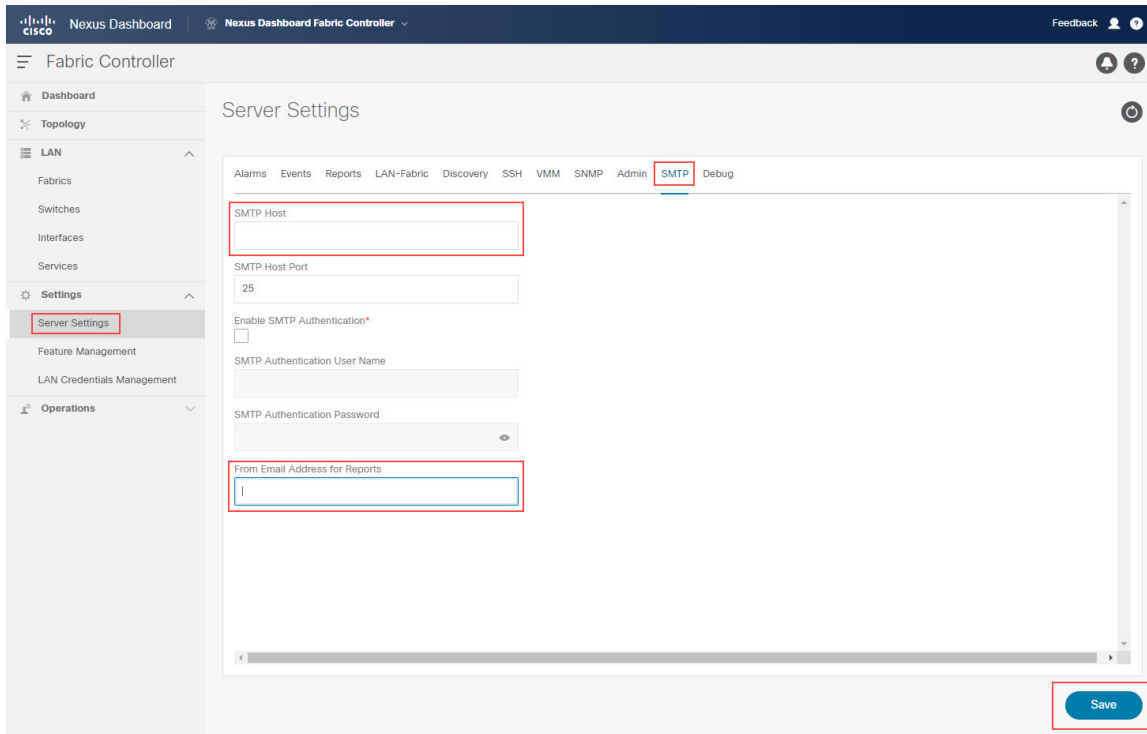 cisco Nexus Dashboard Nexus Dashboard Fabric Controller Feedback ?
Fabric Controller ?
Dashboard
Topology
LAN
Fabrics
Switches
Interfaces
Services
Settings
Server Settings
Feature Management
LAN Credentials Management
Operations
Server Settings
Alarms Events Reports LAN-Fabric Discovery SSH VMM SNMP Admin SMTP Debug
SMTP Host
SMTP Host Port
25
Enable SMTP Authentication*
SMTP Authentication User Name
SMTP Authentication Password
From Email Address for Reports
Save